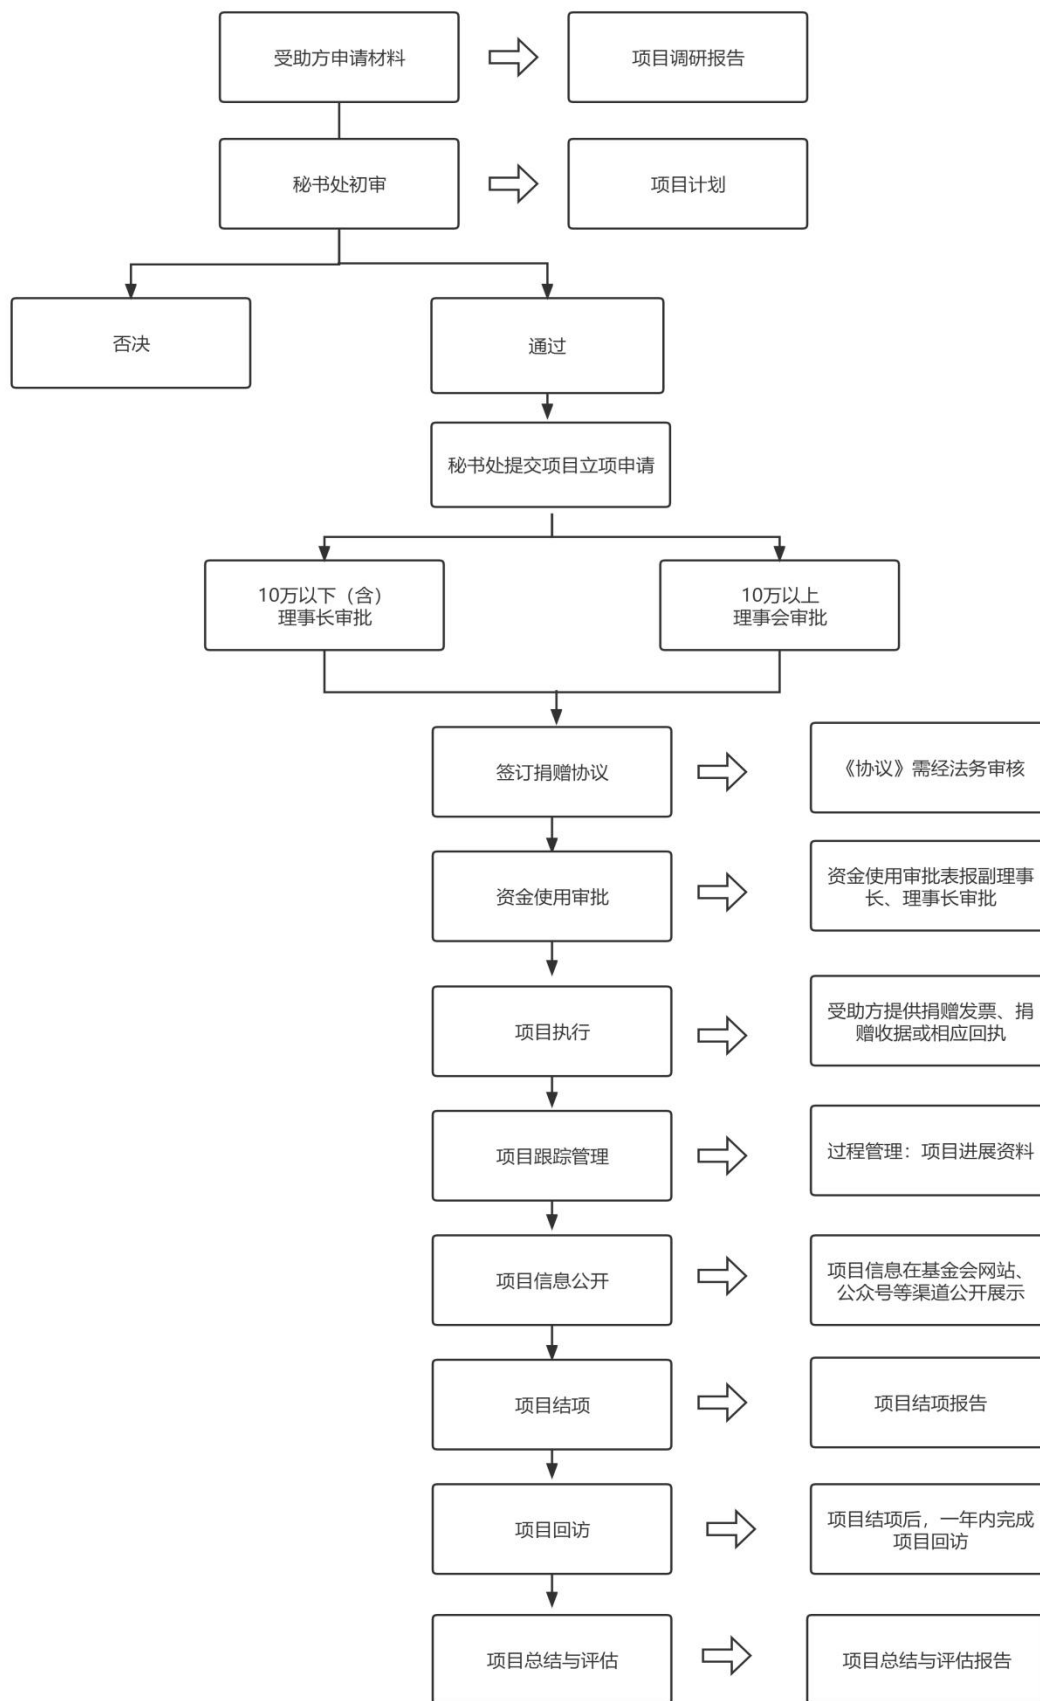 受助方申请材料
项目调研报告
秘书处初审
项目计划
否决
通过
秘书处提交项目立项申请
10万以下（含）
理事长审批
10万以上
理事会审批
签订捐赠协议
《协议》需经法务审核
资金使用审批
资金使用审批表报副理事
长、理事长审批
项目执行
受助方提供捐赠发票、捐
赠收据或相应回执
项目跟踪管理
过程管理：项目进展资料
项目信息公开
项目信息在基金会网站、
公众号等渠道公开展示
项目结项
项目结项报告
项目回访
项目结项后，一年内完成
项目回访
项目总结与评估
项目总结与评估报告